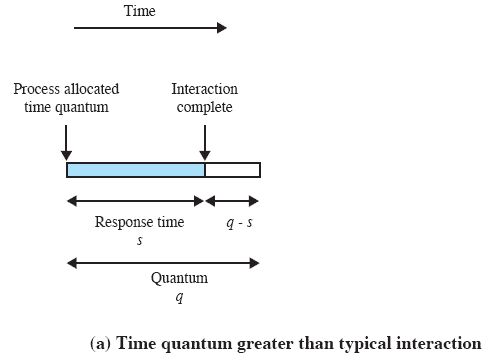 Time
Process allocated
time quantum
Interaction
complete
Response time
s
q - s
Quantum
q
(a) Time quantum greater than typical interaction